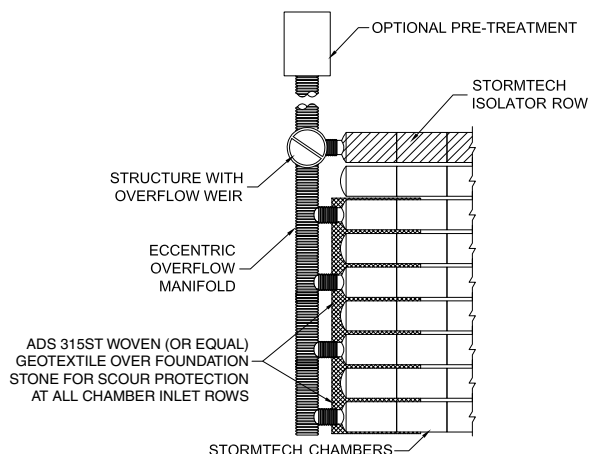 OPTIONAL PRE-TREATMENT
STORMTECH
ISOLATOR ROW
STRUCTURE WITH
OVERFLOW WEIR
ECCENTRIC
OVERFLOW
MANIFOLD
ADS 315ST WOVEN (OR EQUAL)
GEOTEXTILE OVER FOUNDATION
STONE FOR SCOUR PROTECTION
AT ALL CHAMBER INLET ROWS
STORMTECH CHAMBERS